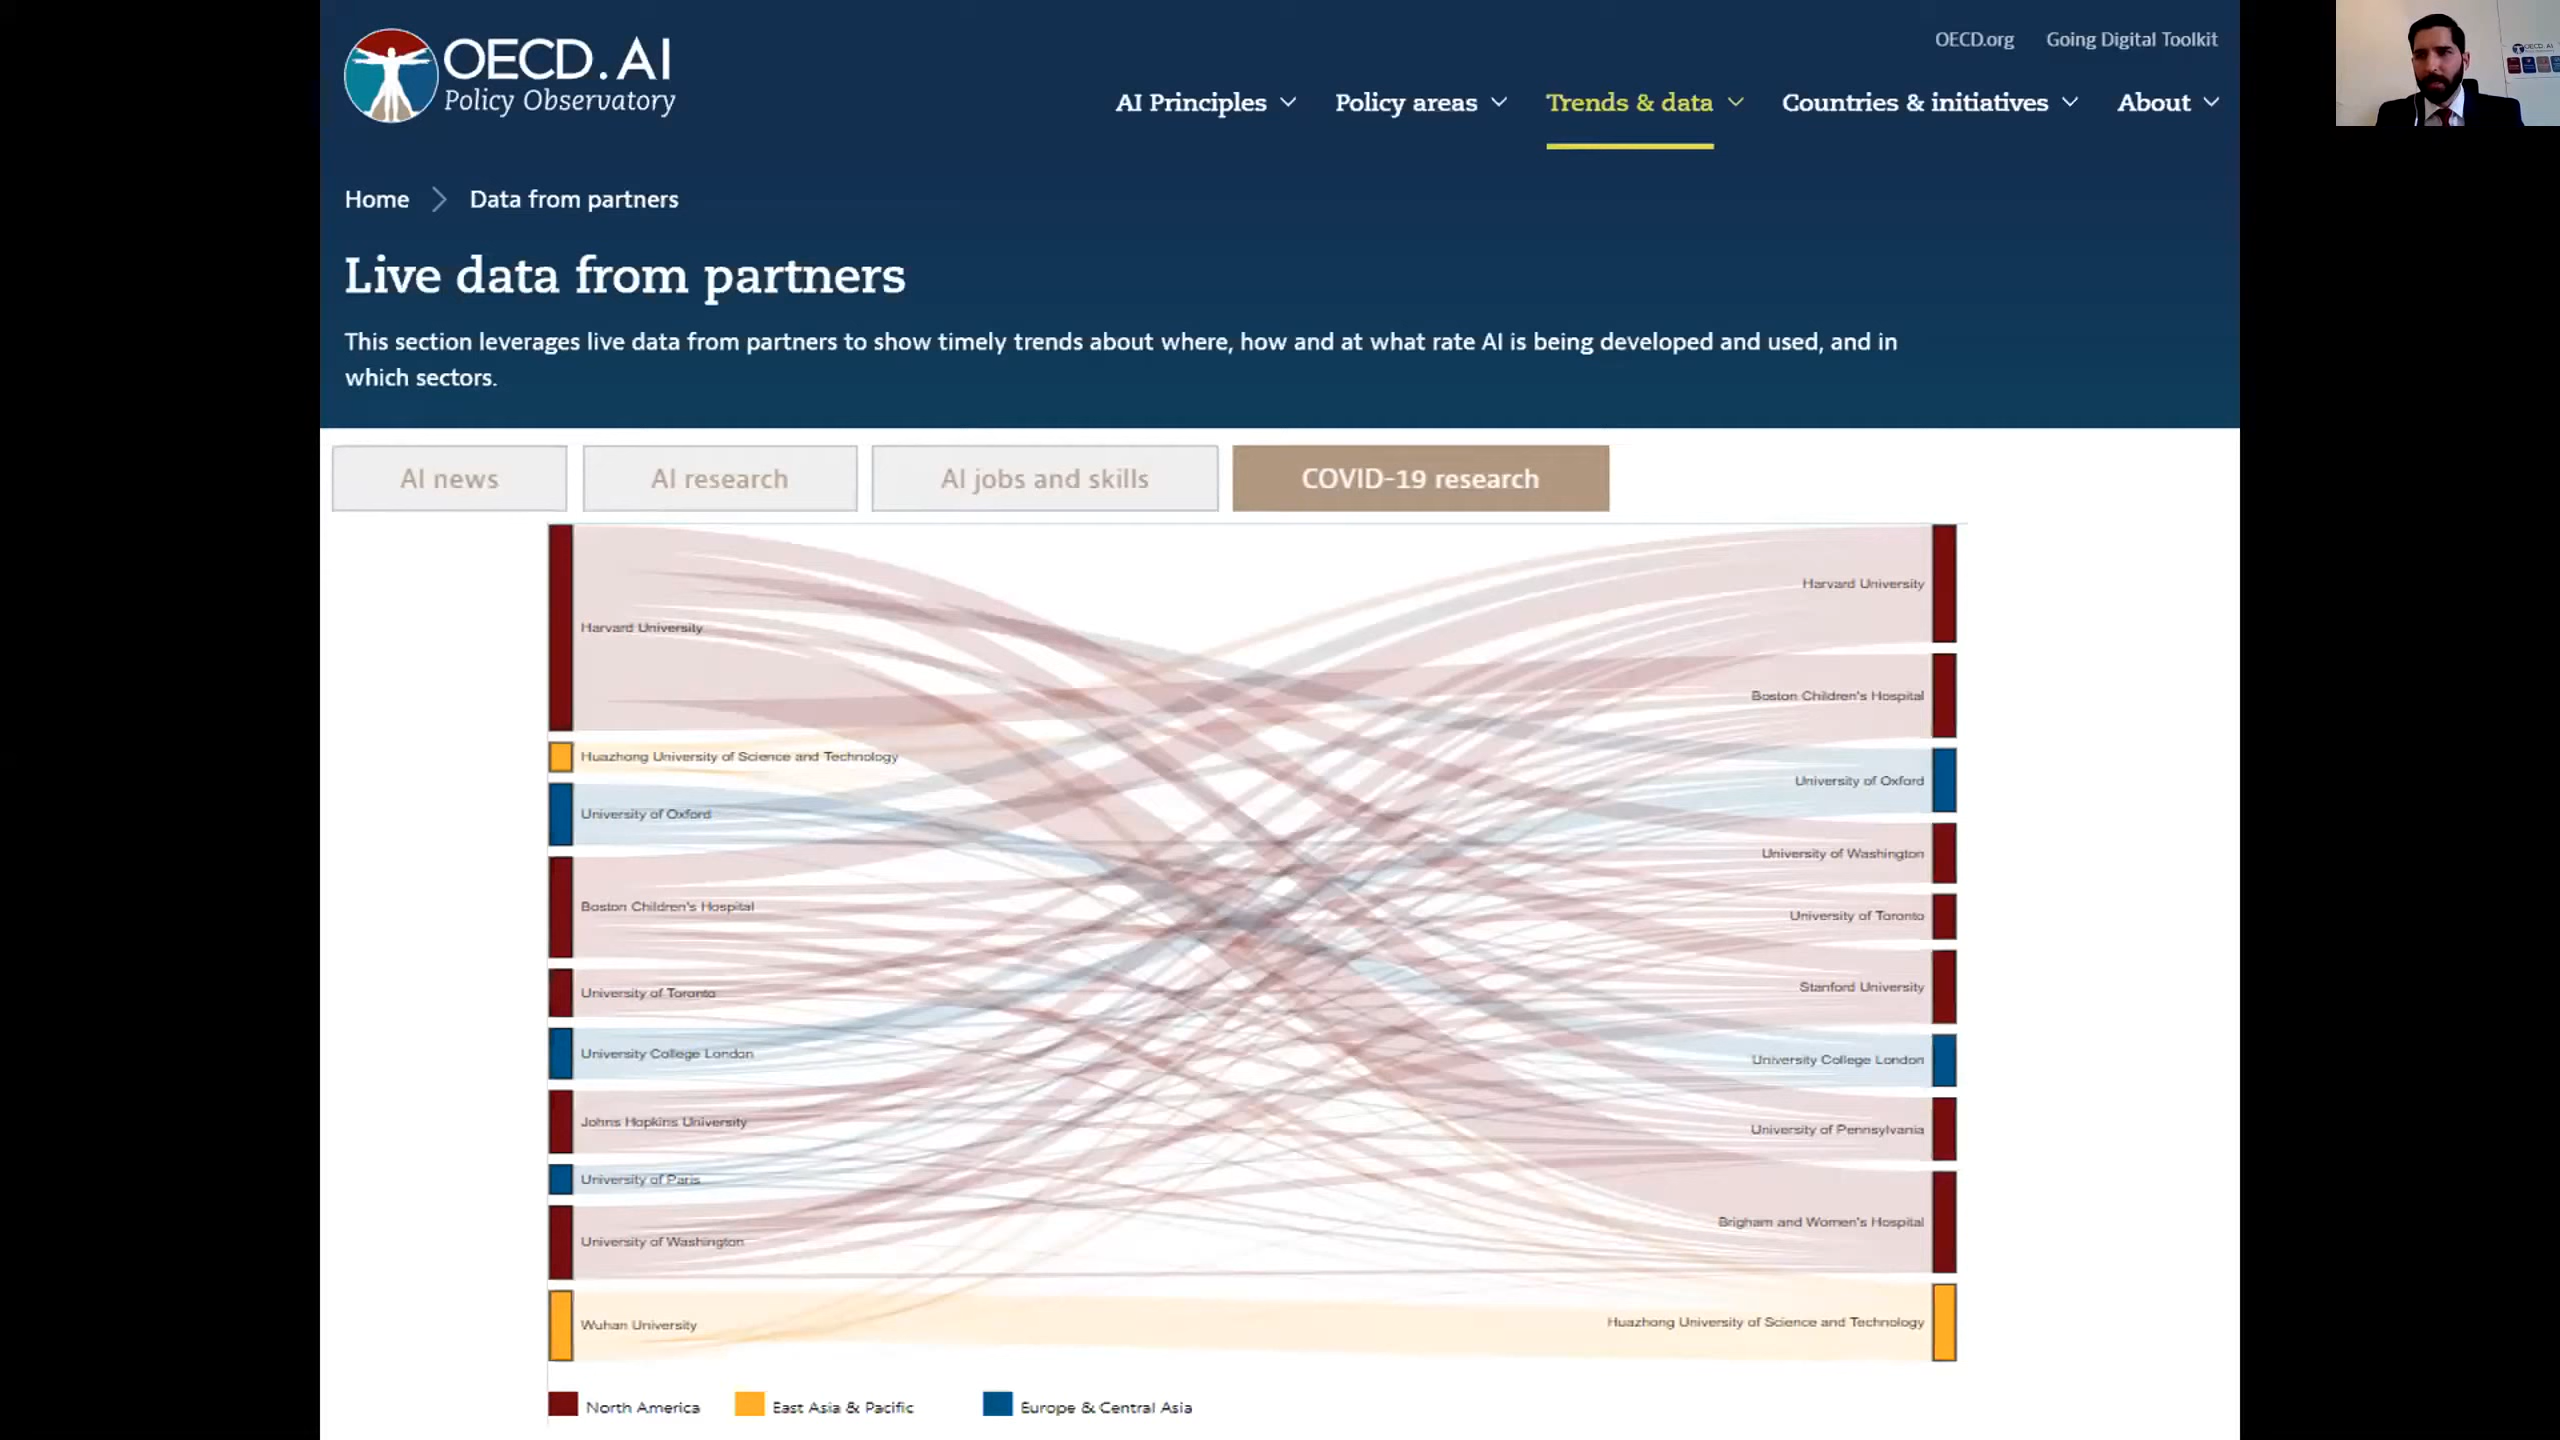 OECD.AI
Policy Observatory
OECD.org Going Digital Toolkit
AI Principles Policy areas Trends & data Countries & initiatives About
Home Data from partners
Live data from partners
This section leverages live data from partners to show timely trends about where, how and at what rate AI is being developed and used, and in
which sectors.
AI news AI research AI jobs and skills COVID-19 research
Harvard University
Huazhong University of Science and Technology
University of Oxford
Boston Children's Hospital
University of Toronto
University College London
Johns Hopkins University
University of Paris
University of Washington
Wuhan University
Harvard University
Boston Children's Hospital
University of Oxford
University of Washington
University of Toronto
Stanford University
University College London
University of Pennsylvania
Brigham and Women's Hospital
Huazhong University of Science and Technology
North America East Asia & Pacific Europe & Central Asia
OECD.AI